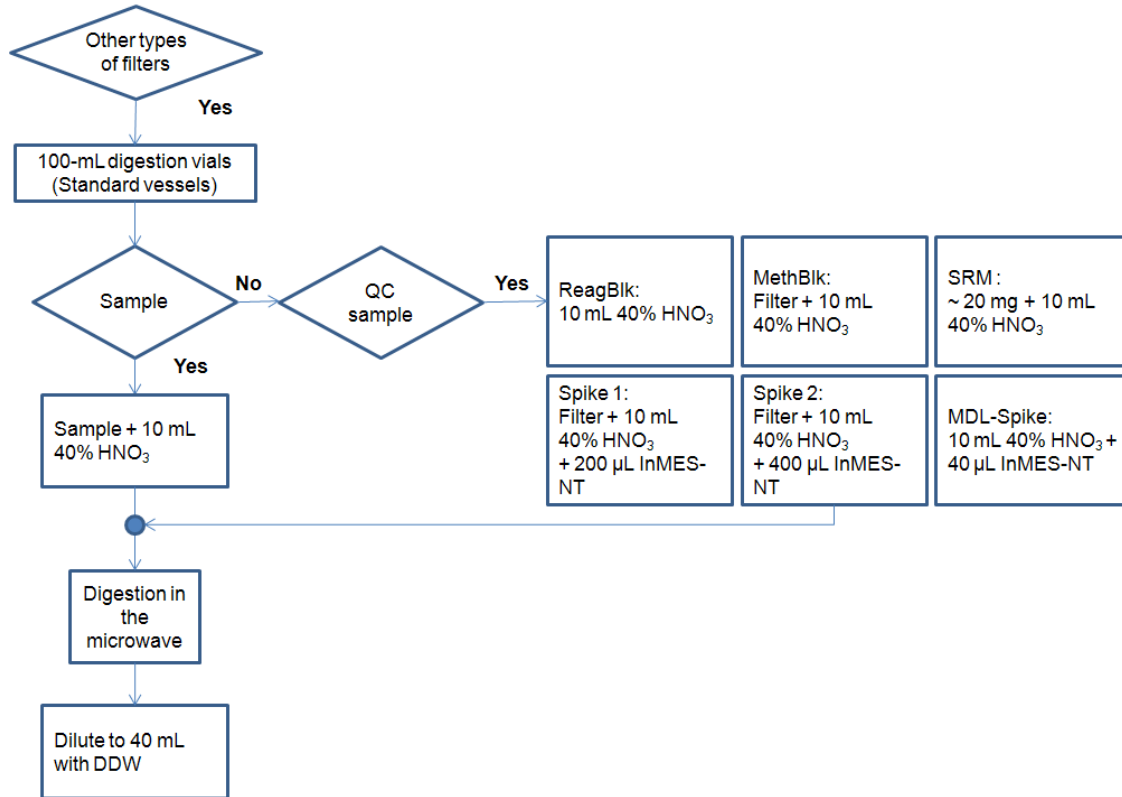 Other types
of filters
Yes
100-mL digestion vials
(Standard vessels)
Sample
No
QC
sample
Yes
ReagBlk:
10 mL 40% HNO₃
MethBlk:
Filter + 10 mL
40% HNO₃
SRM :
~ 20 mg + 10 mL
40% HNO₃
Yes
Sample + 10 mL
40% HNO₃
Spike 1:
Filter + 10 mL
40% HNO₃
+ 200 µL InMES-
NT
Spike 2:
Filter + 10 mL
40% HNO₃
+ 400 µL InMES-
NT
MDL-Spike:
10 mL 40% HNO₃ +
40 µL InMES-NT
Digestion in
the
microwave
Dilute to 40 mL
with DDW